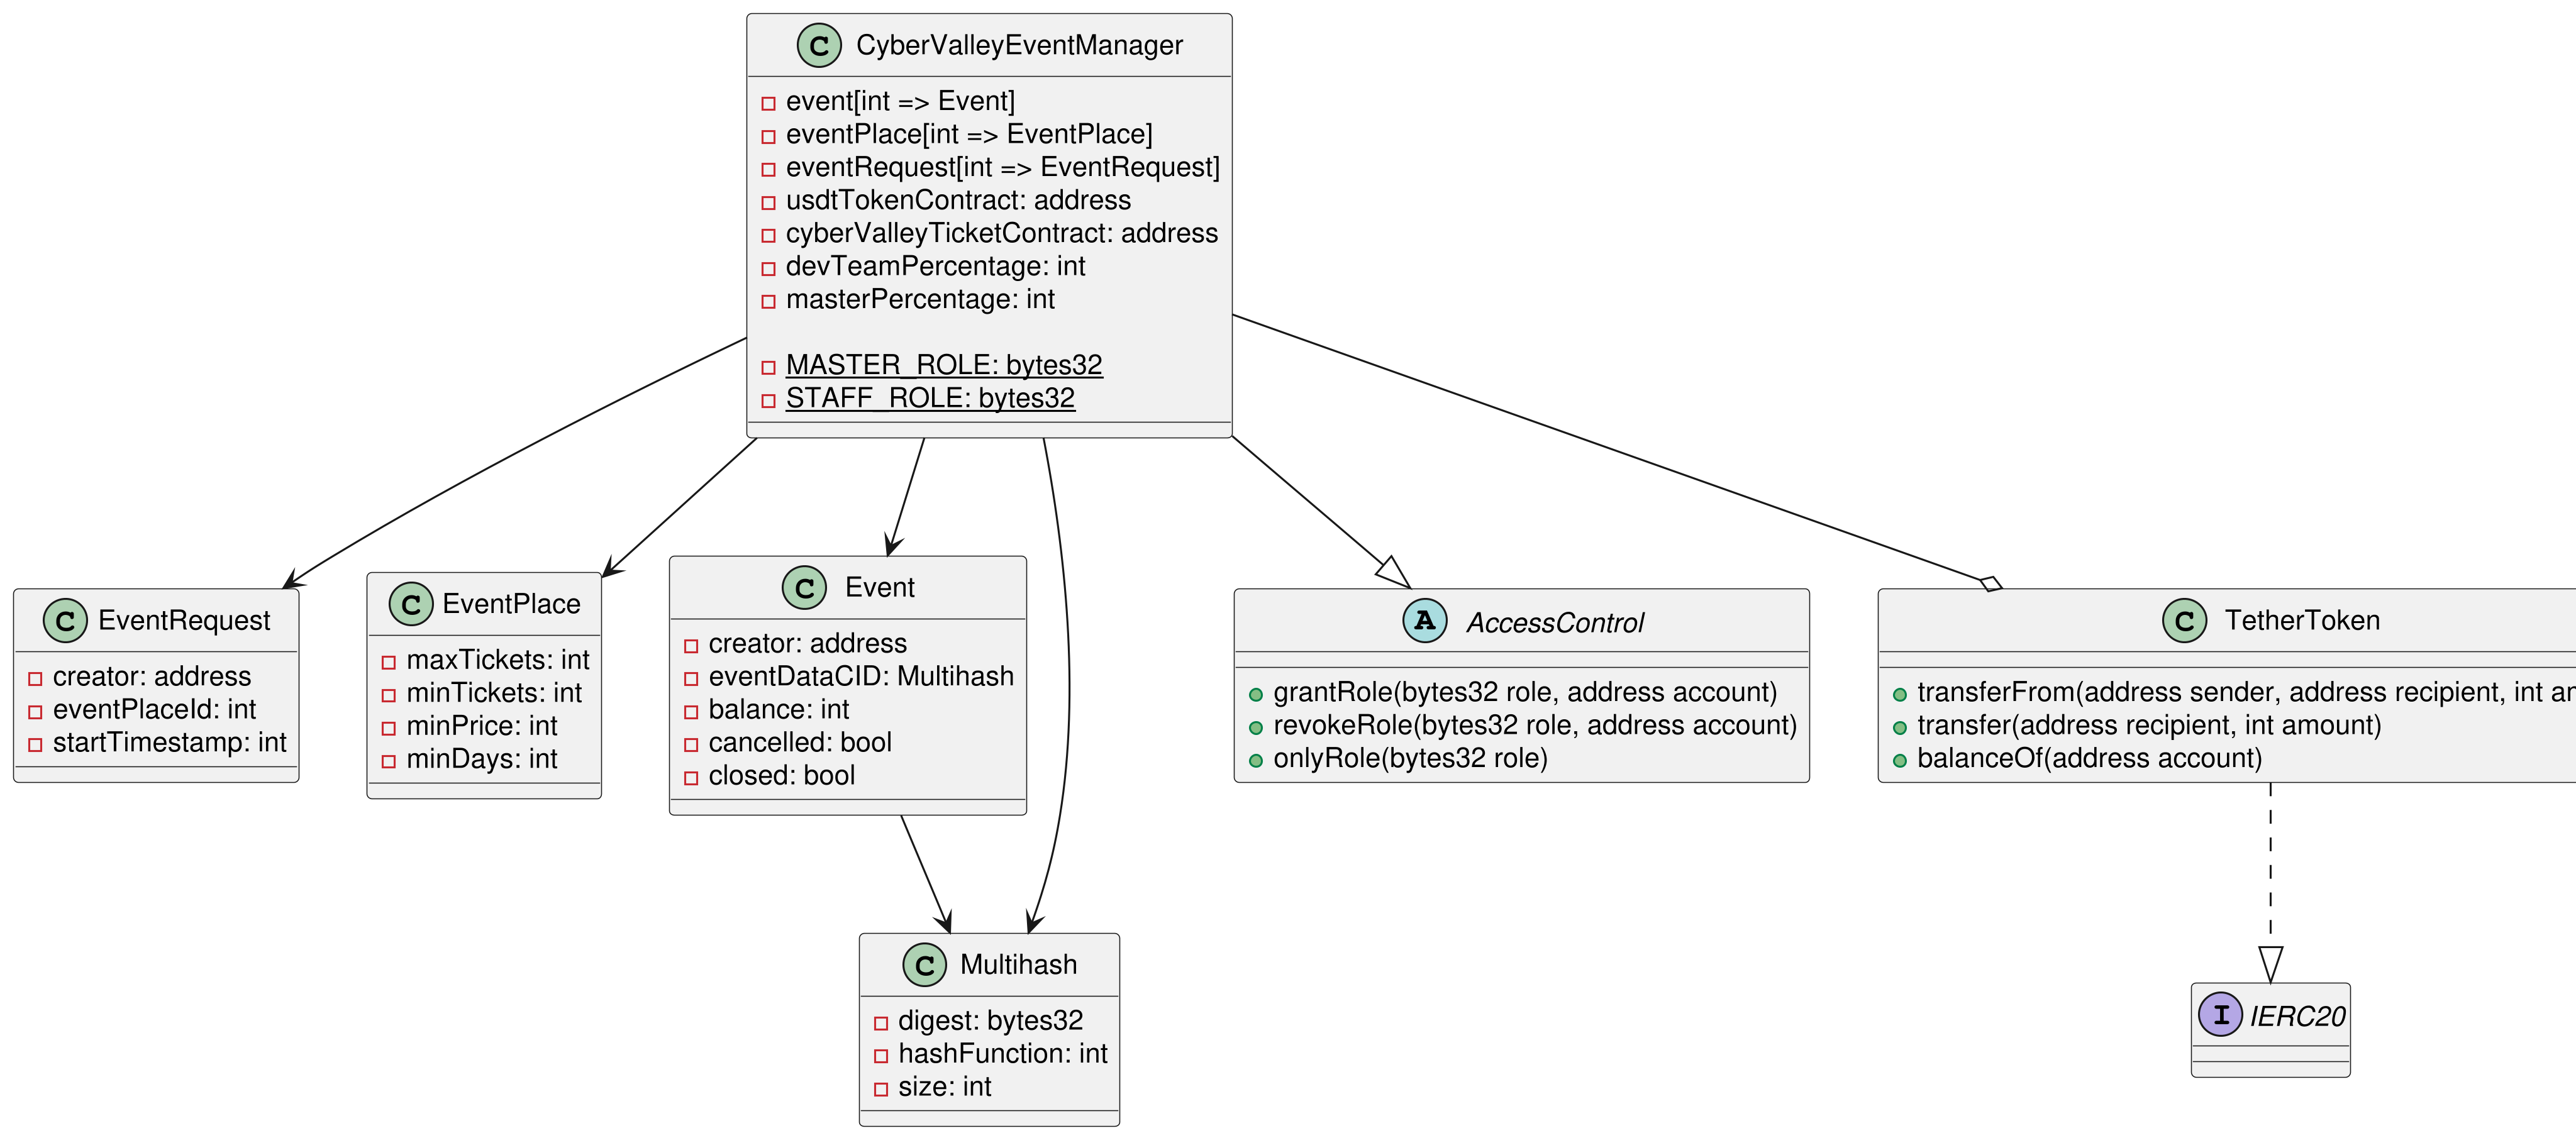 C CyberValleyEventManager
event[int => Event]
eventPlace[int => EventPlace]
eventRequest[int => EventRequest]
usdtTokenContract: address
cyberValleyTicketContract: address
devTeamPercentage: int
masterPercentage: int
MASTER_ROLE: bytes32
STAFF_ROLE: bytes32
C EventRequest
creator: address
eventPlaceId: int
startTimestamp: int
C EventPlace
maxTickets: int
minTickets: int
minPrice: int
minDays: int
C Event
creator: address
eventDataCID: Multihash
balance: int
cancelled: bool
closed: bool
A AccessControl
grantRole(bytes32 role, address account)
revokeRole(bytes32 role, address account)
onlyRole(bytes32 role)
C TetherToken
transferFrom(address sender, address recipient, int
transfer(address recipient, int amount)
balanceOf(address account)
C Multihash
digest: bytes32
hashFunction: int
size: int
I IERC20